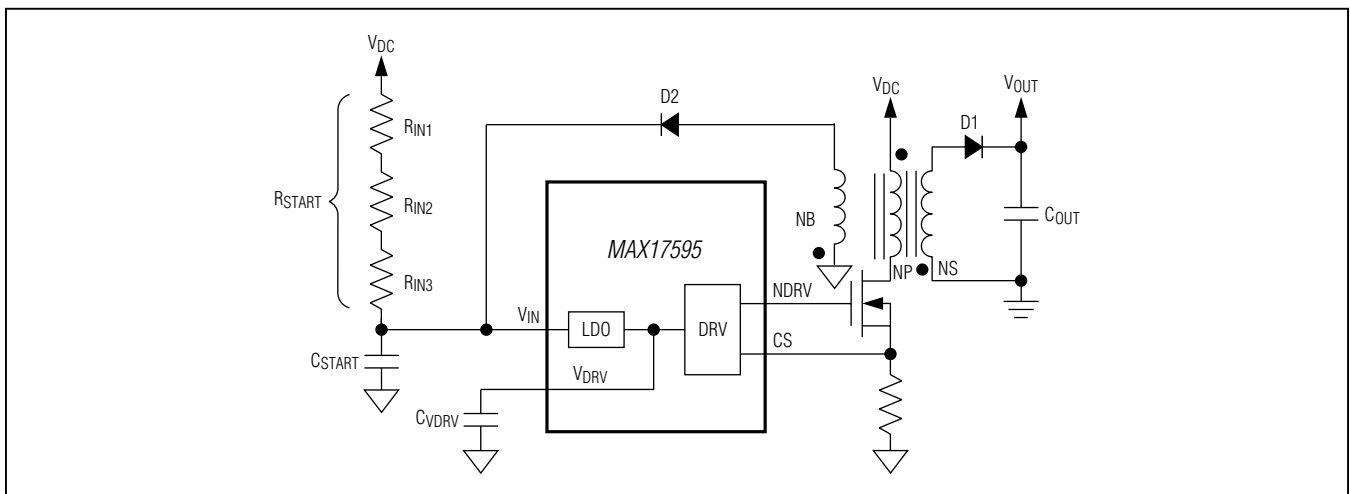 VDC
RSTART
RIN1
RIN2
RIN3
CSTART
VIN
D2
NB
MAX17595
LDO
DRV
VDRV
CVDRV
NDRV
CS
VDC
NP
NS
D1
VOUT
COUT